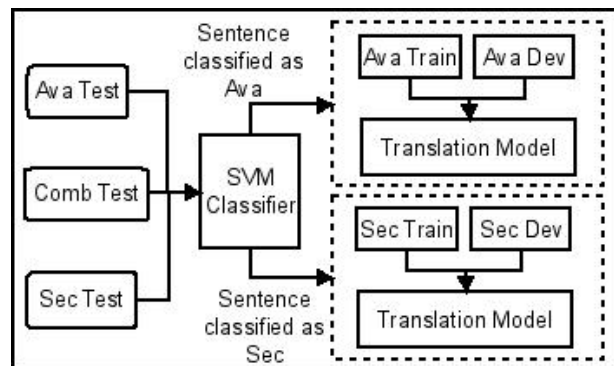 Ava Test
Comb Test
Sec Test
SVM
Classifier
Sentence
classified as
Ava
Ava Train
Ava Dev
Translation Model
Sentence
classified as
Sec
Sec Train
Sec Dev
Translation Model